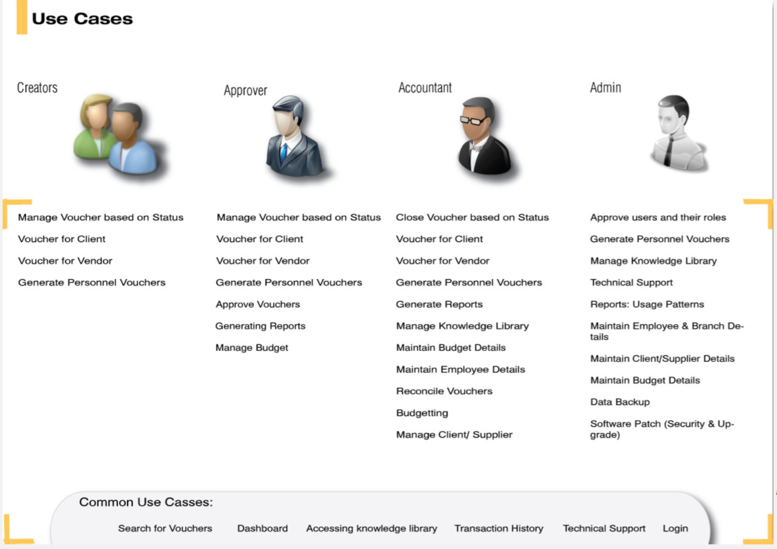 Use Cases
Creators
Manage Voucher based on Status
Voucher for Client
Voucher for Vendor
Generate Personnel Vouchers
Approver
Manage Voucher based on Status
Voucher for Client
Voucher for Vendor
Generate Personnel Vouchers
Approve Vouchers
Generating Reports
Manage Budget
Accountant
Close Voucher based on Status
Voucher for Client
Voucher for Vendor
Generate Personnel Vouchers
Generate Reports
Manage Knowledge Library
Maintain Budget Details
Maintain Employee Details
Reconcile Vouchers
Budgetting
Manage Client/ Supplier
Admin
Approve users and their roles
Generate Personnel Vouchers
Manage Knowledge Library
Technical Support
Reports: Usage Patterns
Maintain Employee & Branch De-
tails
Maintain Client/Supplier Details
Maintain Budget Details
Data Backup
Software Patch (Security & Up-
grade)
Common Use Casses:
Search for Vouchers Dashboard Accessing knowledge library Transaction History Technical Support Login